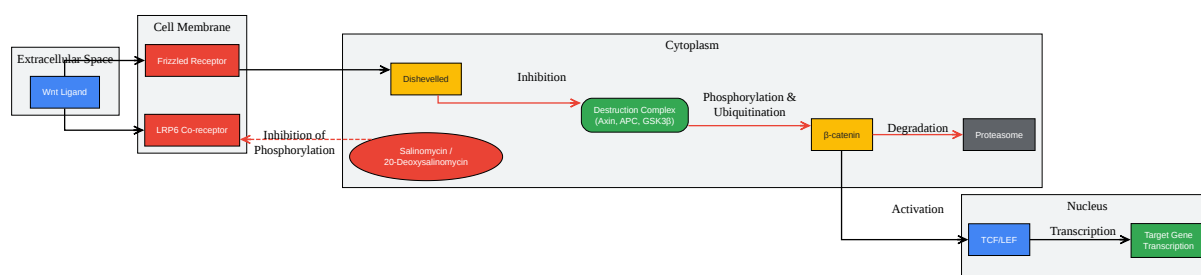 Cell Membrane
Extracellular Space
Wnt Ligand
Frizzled Receptor
LRP6 Co-receptor
Inhibition of
Phosphorylation
Cytoplasm
Dishevelled
Inhibition
Salinomycin /
20-Deoxysalinomycin
Destruction Complex
(Axin, APC, GSK3β)
Phosphorylation &
Ubiquitination
β-catenin
Degradation
Proteasome
Activation
Nucleus
TCF/LEF
Transcription
Target Gene
Transcription